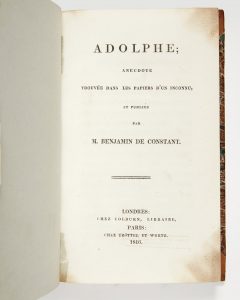 ADOLPHE;
ANECDOTE
TROUVÉE DANS LES PAPIERS D'UN INCONNU,
ET PUBLIÉE
PAR
M. BENJAMIN DE CONSTANT.
LONDRES:
CHEZ COLBURN, LIBRAIRE,
PARIS:
CHEZ TRÖTTEL ET WURTZ.
1816.